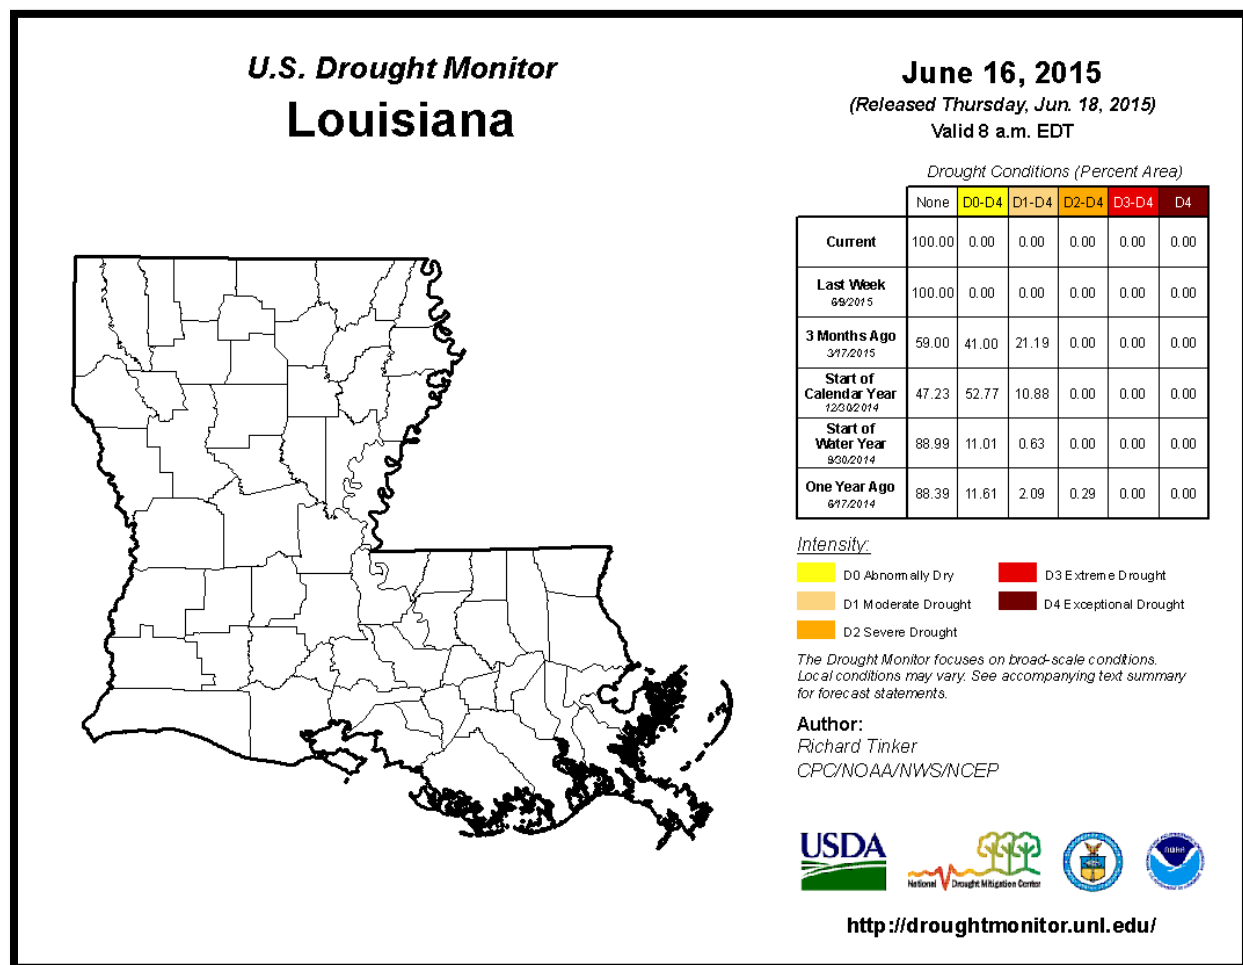 U.S. Drought Monitor
Louisiana
June 16, 2015
(Released Thursday, Jun. 18, 2015)
Valid 8 a.m. EDT
Drought Conditions (Percent Area)
None D0-D4 D1-D4 D2-D4 D3-D4 D4
Current 100.00 0.00 0.00 0.00 0.00 0.00
Last Week 100.00 0.00 0.00 0.00 0.00 0.00
6/9/2015
3 Months Ago 59.00 41.00 21.19 0.00 0.00 0.00
3/17/2015
Start of
Calendar Year 47.23 52.77 10.88 0.00 0.00 0.00
12/30/2014
Start of
Water Year 88.99 11.01 0.63 0.00 0.00 0.00
9/30/2014
One Year Ago 88.39 11.61 2.09 0.29 0.00 0.00
6/17/2014
Intensity:
D0 Abnormally Dry
D1 Moderate Drought
D2 Severe Drought
D3 Extreme Drought
D4 Exceptional Drought
The Drought Monitor focuses on broad-scale conditions.
Local conditions may vary. See accompanying text summary
for forecast statements.
Author:
Richard Tinker
CPC/NOAA/NWS/NCEP
USDA
National Drought Mitigation Center
NOAA
http://droughtmonitor.unl.edu/